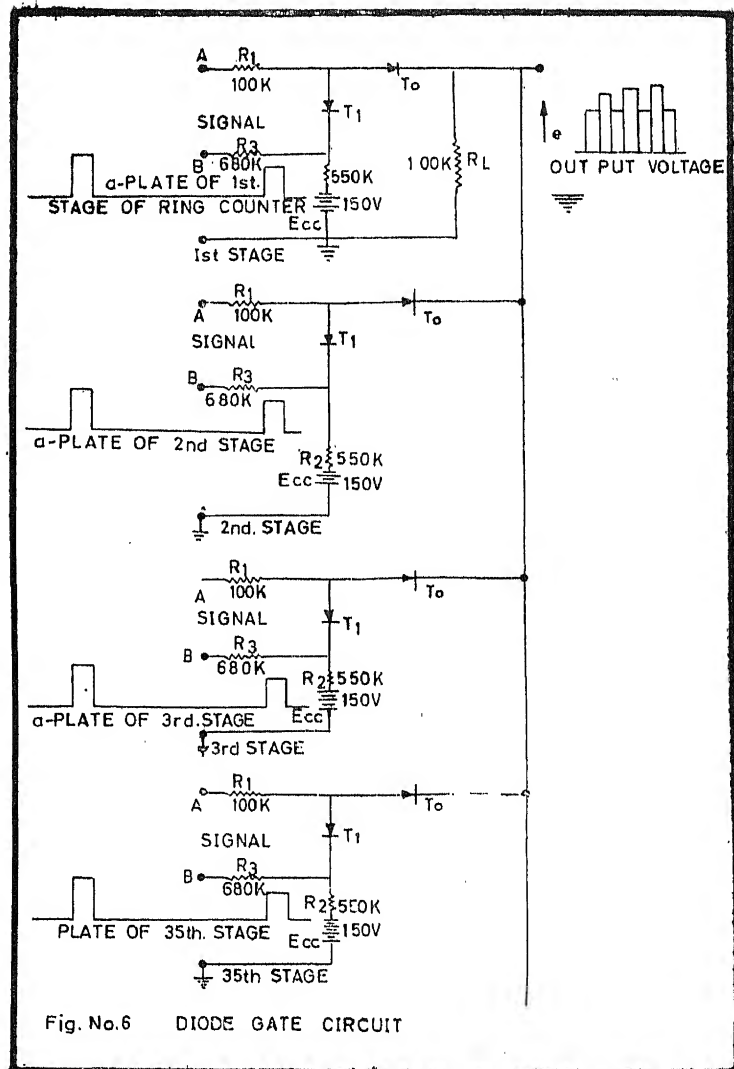 A
R1
100K
To
T1
SIGNAL
R3
B 680K
a-PLATE OF 1st.
550K
100K RL
e
OUT PUT VOLTAGE
STAGE OF RING COUNTER
150V
Ecc
1st STAGE
R1
A 100K
To
SIGNAL
T1
B R3
680K
a-PLATE OF 2nd STAGE
R2 550K
Ecc 150V
2nd. STAGE
R1
A 100K
To
SIGNAL
T1
B R3
680K
R2 550K
150V
a-PLATE OF 3rd.STAGE Ecc
3rd STAGE
R1
A 100K
To
SIGNAL
T1
B R3
680K
R2 550K
PLATE OF 35th. STAGE
Ecc 150V
35th STAGE
Fig. No.6 DIODE GATE CIRCUIT